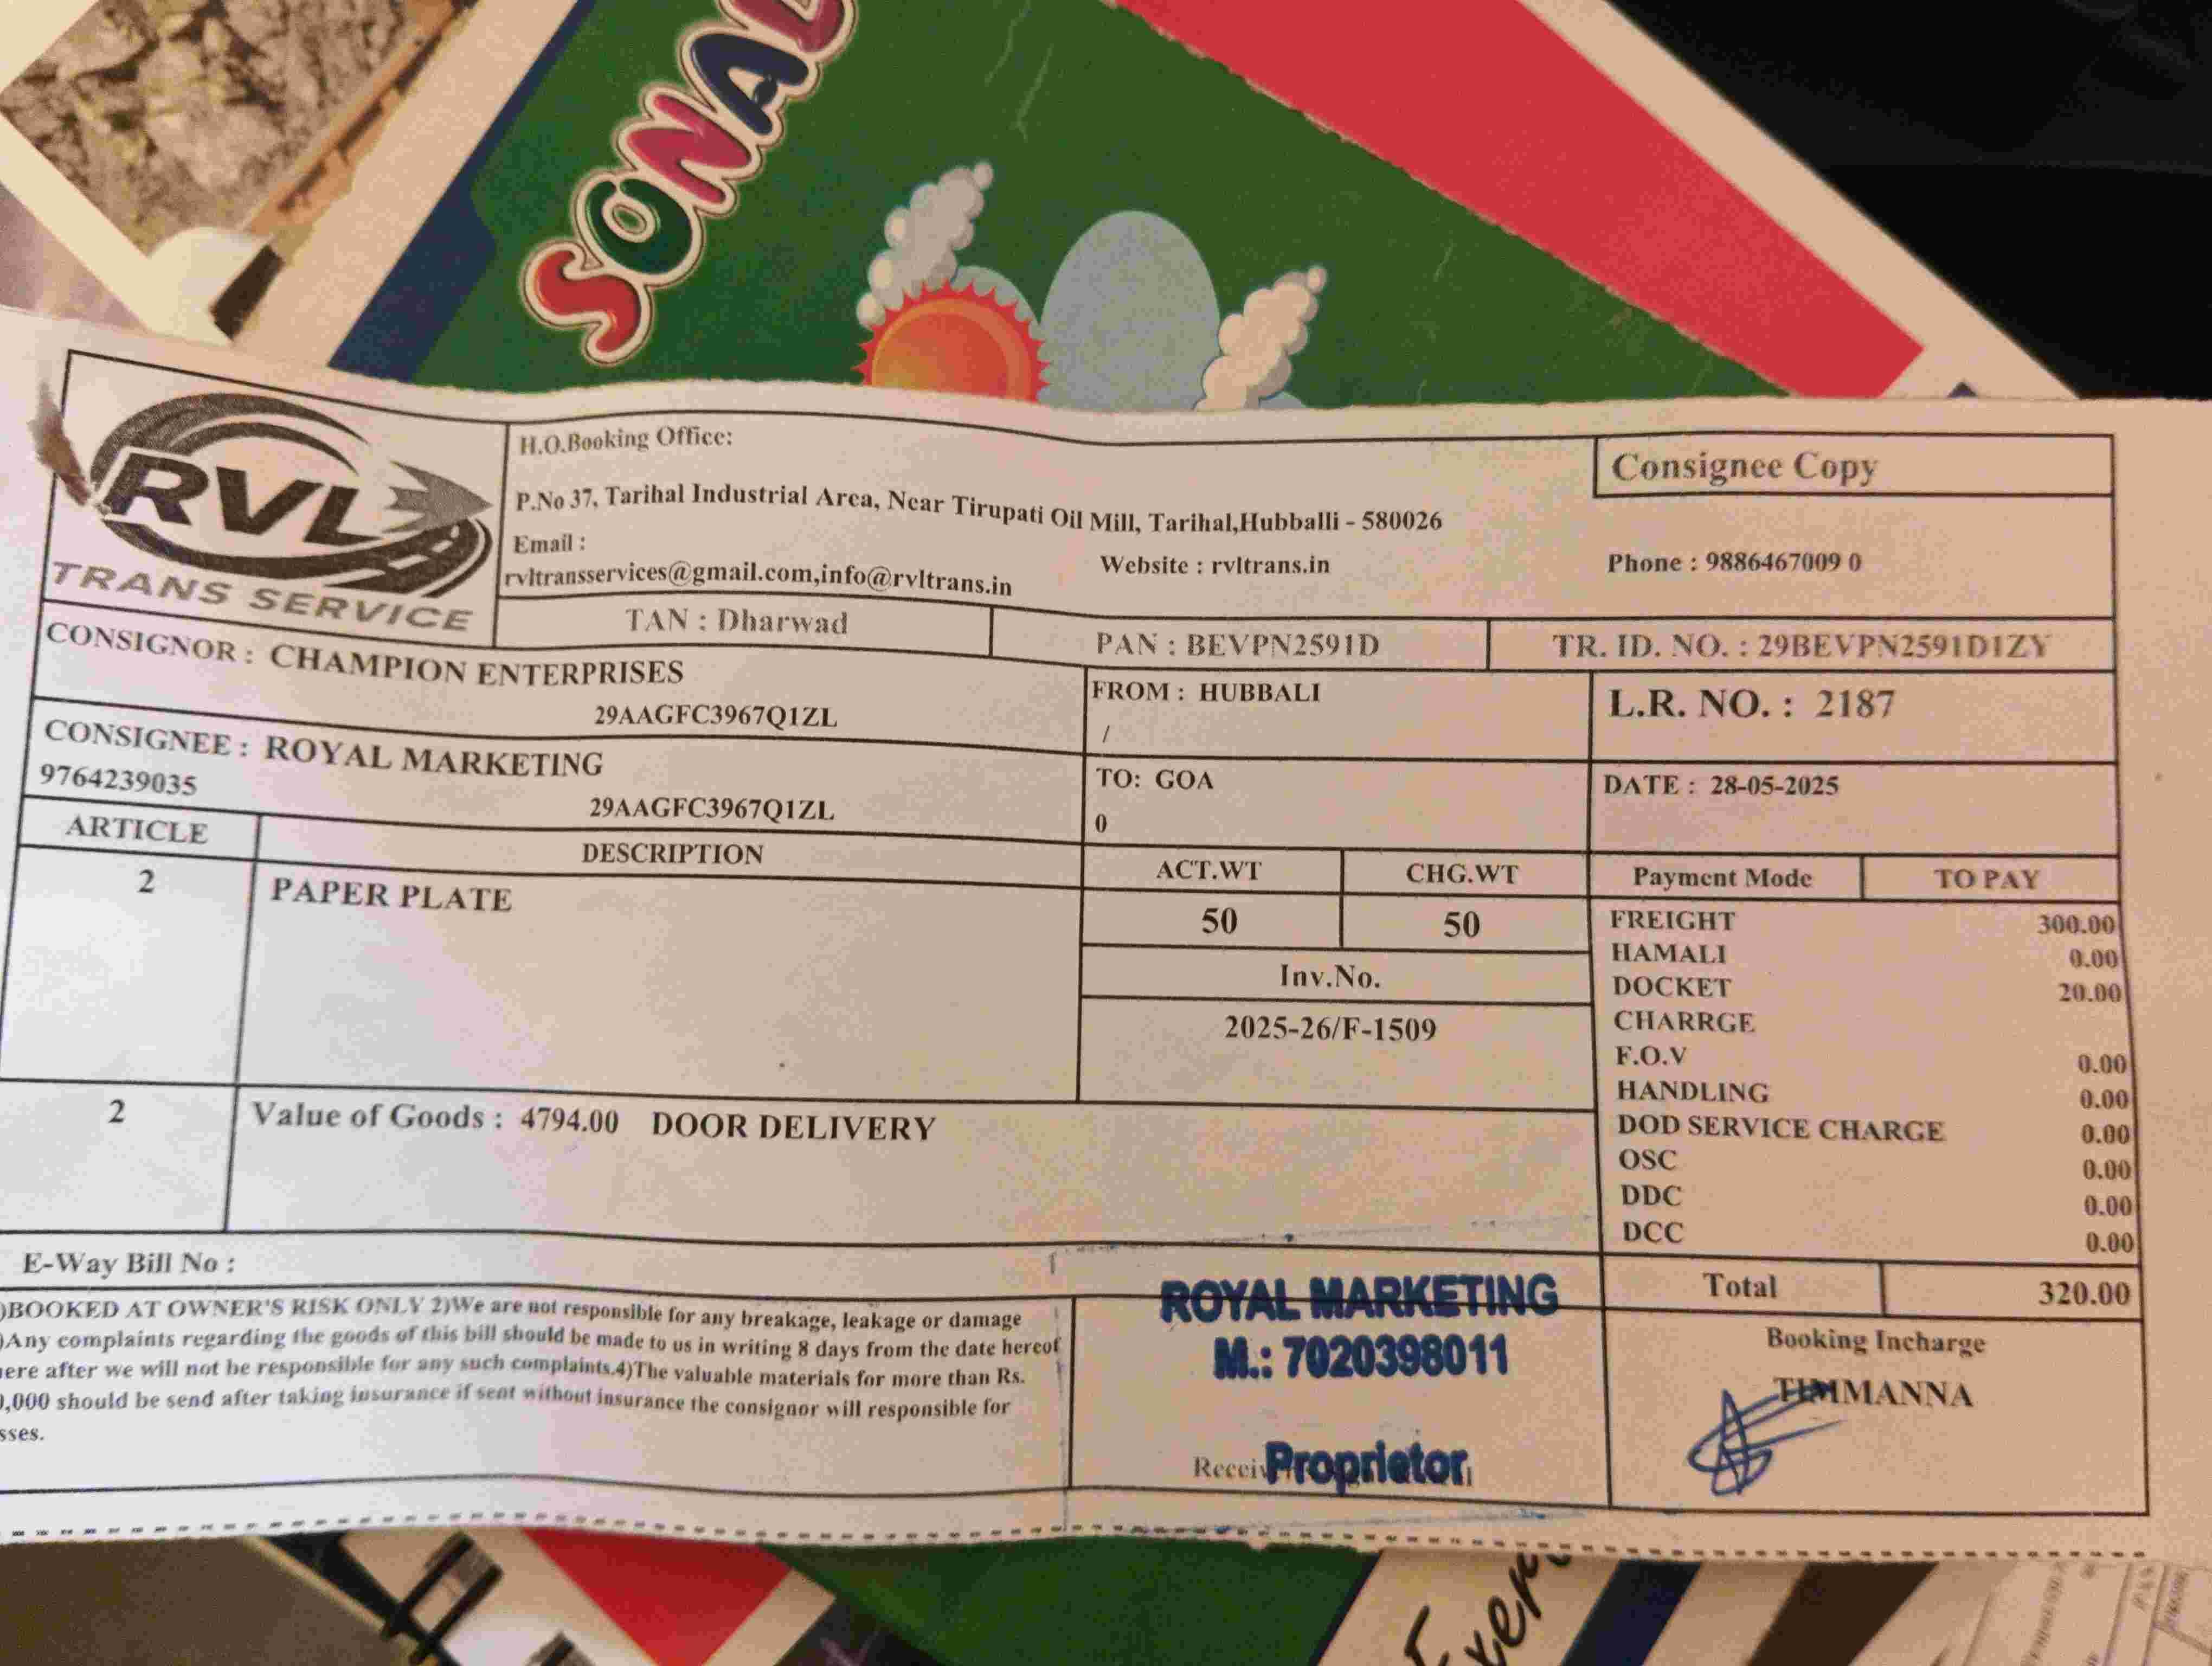 SONAL
RVL
TRANS SERVICE
H.O.Booking Office:
P.No 37, Tarihal Industrial Area, Near Tirupati Oil Mill, Tarihal,Hubballi - 580026
Email :
rvltransservices@gmail.com,info@rvltrans.in
Website : rvltrans.in
Consignee Copy
Phone : 9886467009 0
TAN : Dharwad
PAN : BEVPN2591D
TR. ID. NO. : 29BEVPN2591D1ZY
CONSIGNOR : CHAMPION ENTERPRISES
29AAGFC3967Q1ZL
FROM : HUBBALI
/
L.R. NO. : 2187
CONSIGNEE : ROYAL MARKETING
9764239035
29AAGFC3967Q1ZL
TO: GOA
0
DATE : 28-05-2025
ARTICLE
DESCRIPTION
ACT.WT
CHG.WT
Payment Mode
TO PAY
2
PAPER PLATE
50
50
Inv.No.
2025-26/F-1509
FREIGHT 300.00
HAMALI 0.00
DOCKET 20.00
CHARRGE
F.O.V 0.00
HANDLING 0.00
DOD SERVICE CHARGE 0.00
OSC 0.00
DDC 0.00
DCC 0.00
2
Value of Goods : 4794.00 DOOR DELIVERY
E-Way Bill No :
Total 320.00
)BOOKED AT OWNER'S RISK ONLY 2)We are not responsible for any breakage, leakage or damage
)Any complaints regarding the goods of this bill should be made to us in writing 8 days from the date hereof
ere after we will not be responsible for any such complaints.4)The valuable materials for more than Rs.
0,000 should be send after taking insurance if sent without insurance the consignor will responsible for
sses.
ROYAL MARKETING
M.: 7020398011
Proprietor
Booking Incharge
TIMMANNA